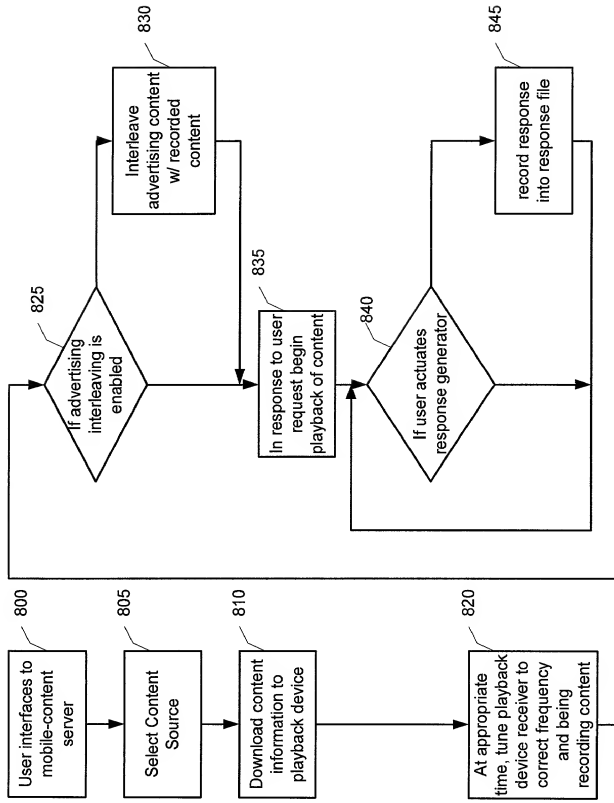 800
User interfaces to
mobile-content
server
805
Select Content
Source
810
Download content
information to
playback device
820
At appropriate
time, tune playback
device receiver to
correct frequency
and being
recording content
825
If advertising
interleaving is
enabled
830
Interleave
advertising content
w/ recorded
content
835
In response to user
request begin
playback of content
840
If user actuates
response generator
845
record response
into response file